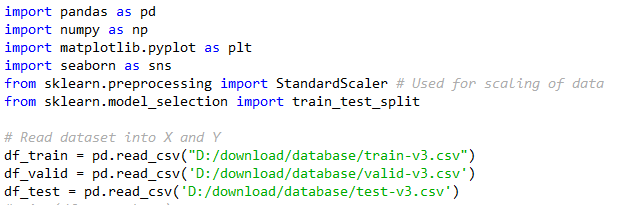 import pandas as pd
import numpy as np
import matplotlib.pyplot as plt
import seaborn as sns
from sklearn.preprocessing import StandardScaler # Used for scaling of data
from sklearn.model_selection import train_test_split
# Read dataset into X and Y
df_train = pd.read_csv("D:/download/database/train-v3.csv")
df_valid = pd.read_csv('D:/download/database/valid-v3.csv')
df_test = pd.read_csv('D:/download/database/test-v3.csv')